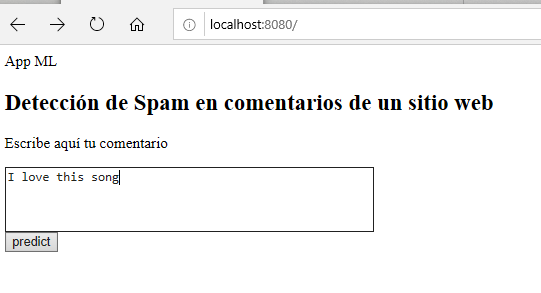 localhost:8080/
App ML
Detección de Spam en comentarios de un sitio web
Escribe aquí tu comentario
I love this song
predict